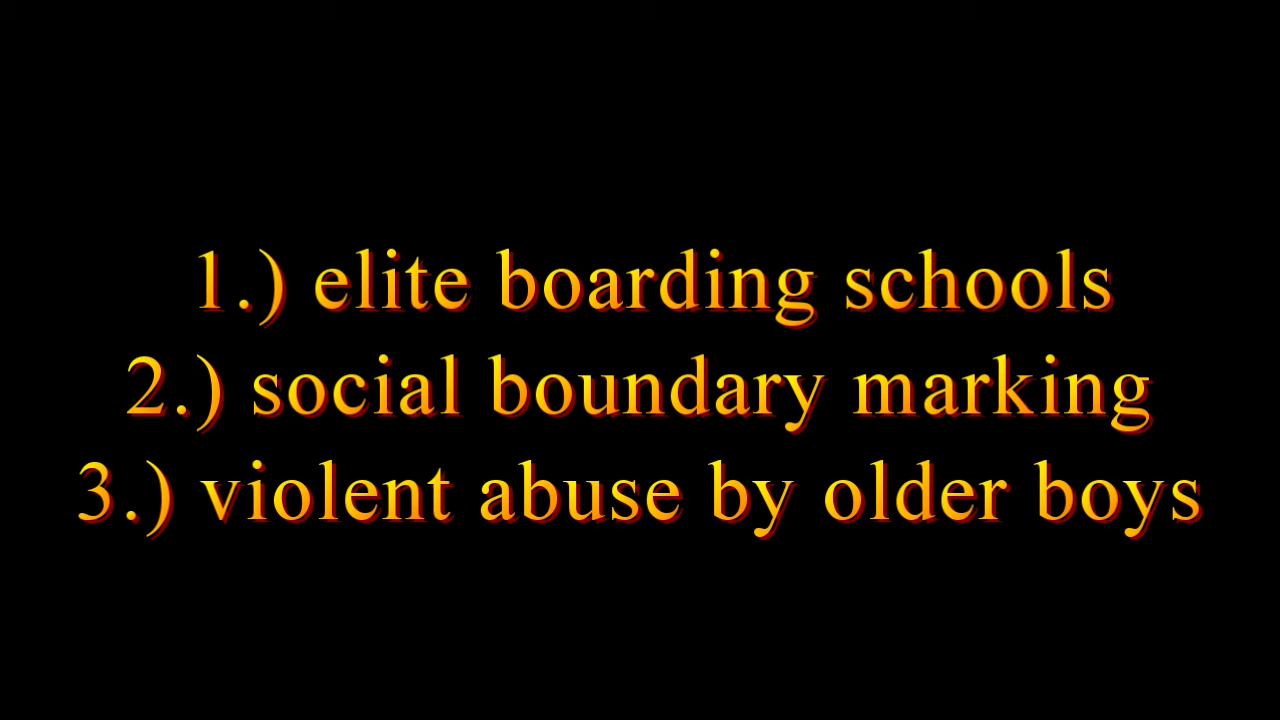 1.) elite boarding schools
2.) social boundary marking
3.) violent abuse by older boys